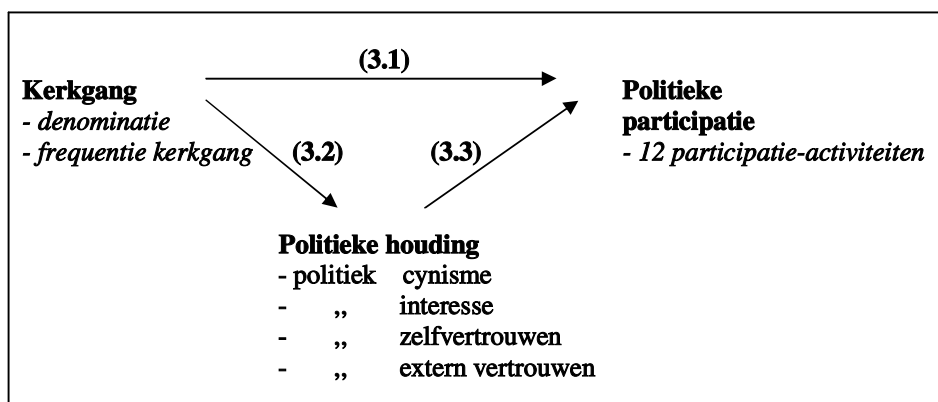 (3.1)
Kerkgang
- denominatie
- frequentie kerkgang
Politieke
participatie
- 12 participatie-activiteiten
(3.2) (3.3)
Politieke houding
- politiek cynisme
- ,, interesse
- ,, zelfvertrouwen
- ,, extern vertrouwen